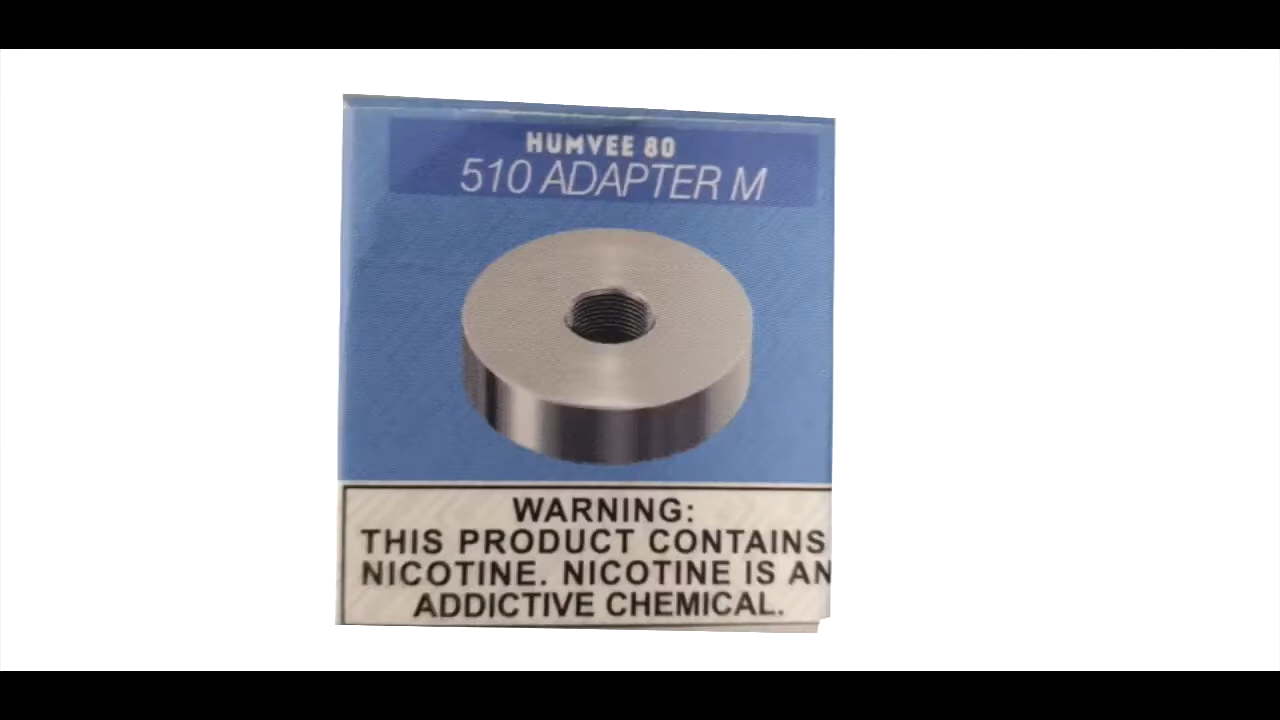 HUMVEE 80
510 ADAPTER M
WARNING:
THIS PRODUCT CONTAINS
NICOTINE. NICOTINE IS AN
ADDICTIVE CHEMICAL.